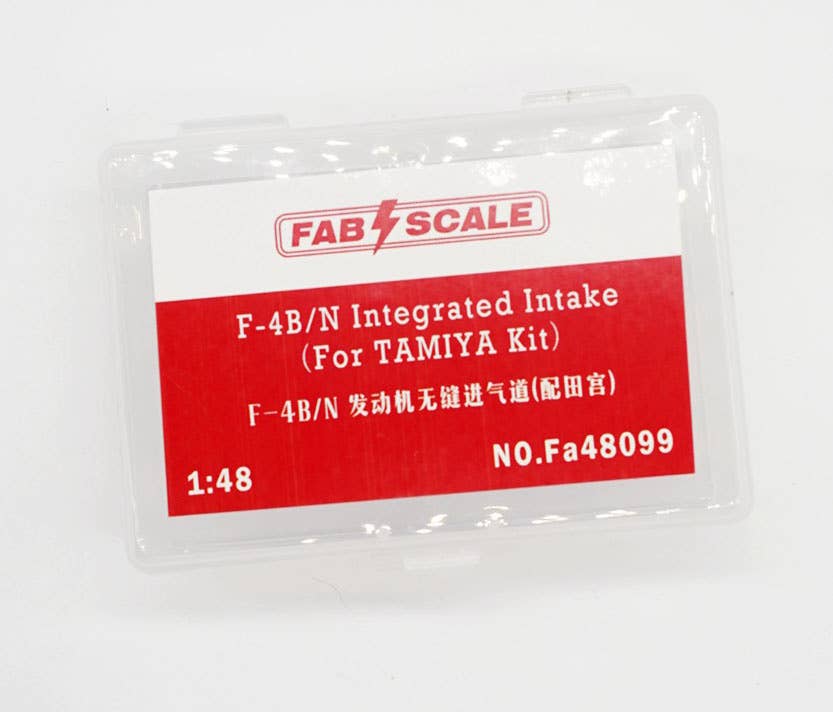 FAB SCALE
F-4B/N Integrated Intake
(For TAMIYA Kit)
F-4B/N 发动机无缝进气道(配田宫)
1:48
NO.Fa48099